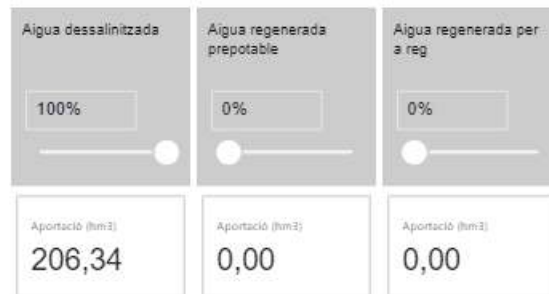 Aigua dessalinitzada
100%
Aportació (hm3)
206,34
Aigua regenerada
prepotable
0%
Aportació (hm3)
0,00
Aigua regenerada per
a reg
0%
Aportació (hm3)
0,00